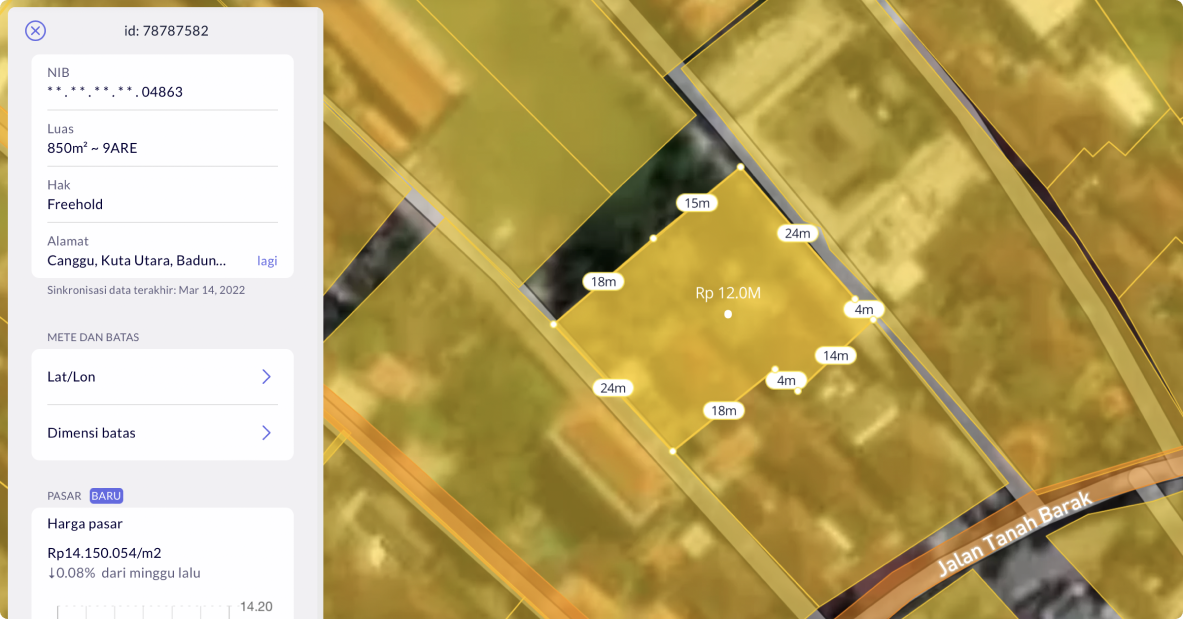 id: 78787582
NIB
**.**.**.**.04863
Luas
850m² ~ 9ARE
Hak
Freehold
Alamat
Canggu, Kuta Utara, Badun...
lagi
Sinkronisasi data terakhir: Mar 14, 2022
METE DAN BATAS
Lat/Lon
Dimensi batas
PASAR BARU
Harga pasar
Rp14.150.054/m2
↓0.08% dari minggu lalu
14.20
15m
24m
18m
Rp 12.0M
4m
14m
4m
24m
18m
Jalan Tanah Barak